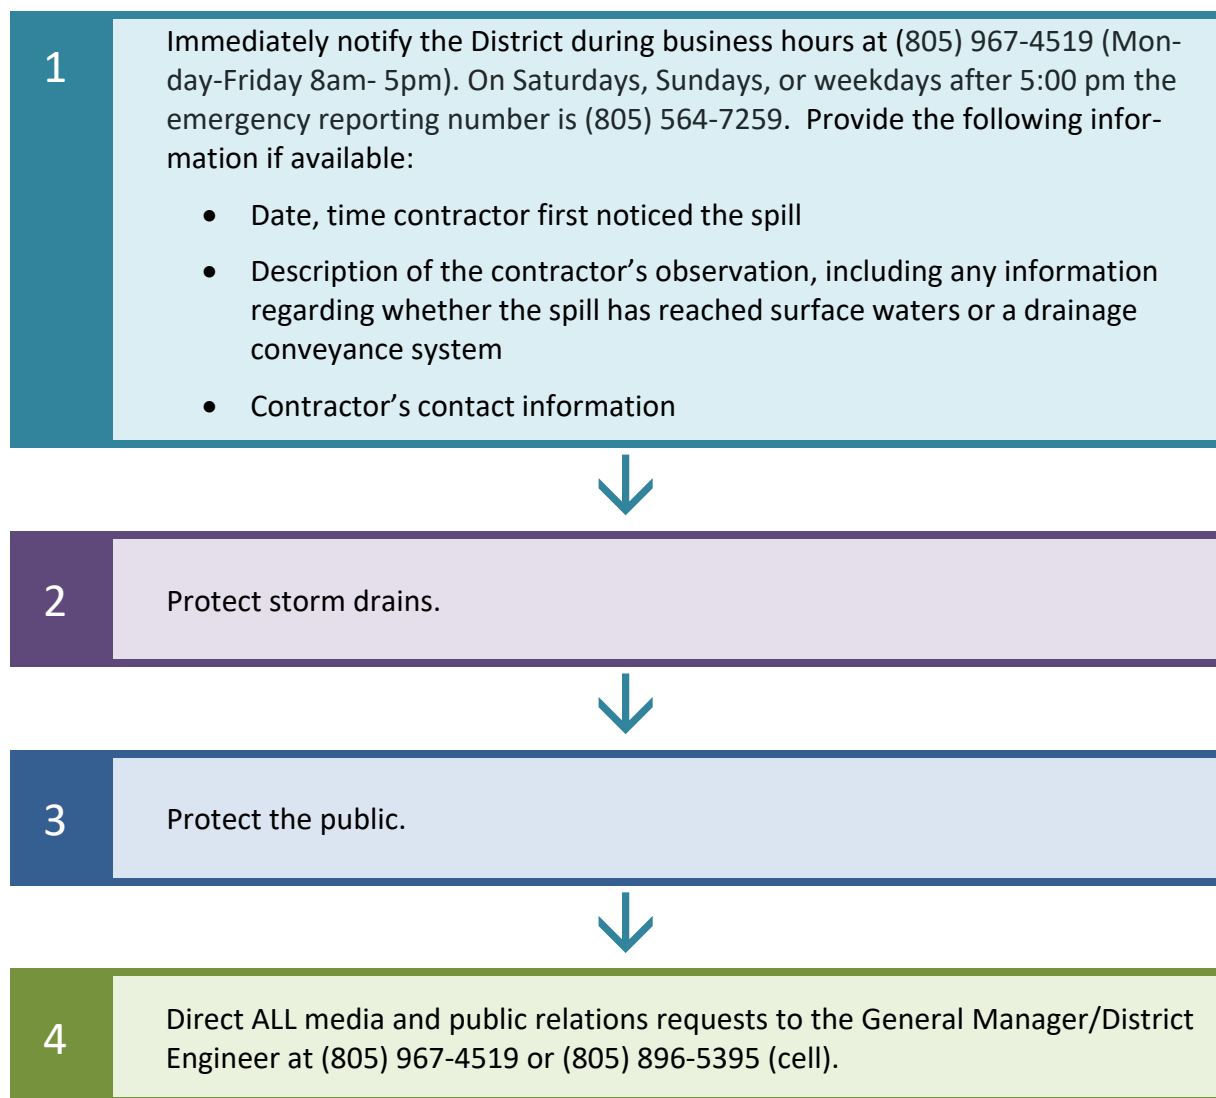 1
Immediately notify the District during business hours at (805) 967-4519 (Mon-
day-Friday 8am- 5pm). On Saturdays, Sundays, or weekdays after 5:00 pm the
emergency reporting number is (805) 564-7259.  Provide the following infor-
mation if available:
• Date, time contractor first noticed the spill
• Description of the contractor’s observation, including any information
regarding whether the spill has reached surface waters or a drainage
conveyance system
• Contractor’s contact information
2
Protect storm drains.
3
Protect the public.
4
Direct ALL media and public relations requests to the General Manager/District
Engineer at (805) 967-4519 or (805) 896-5395 (cell).